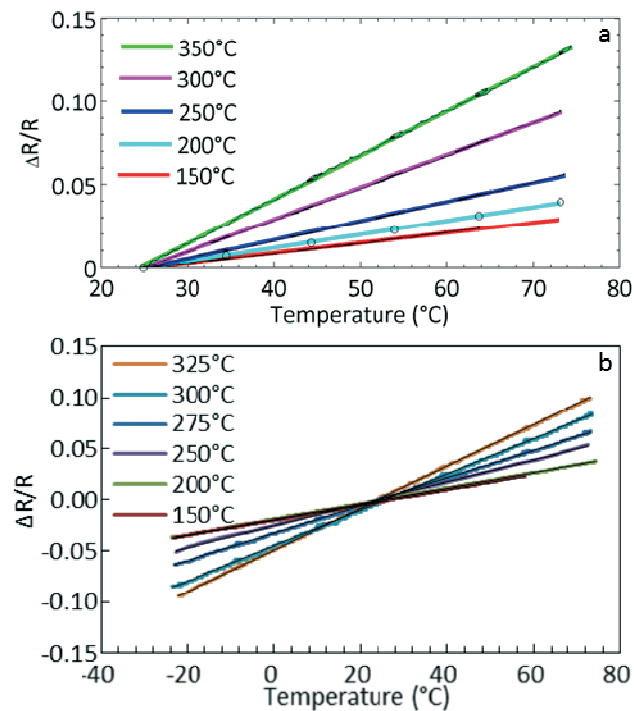 0.15
a
350°C
300°C
0.10
250°C
ΔR/R
200°C
0.05
150°C
0
20 30 40 50 60 70 80
Temperature (°C)
0.15
b
325°C
0.10
300°C
275°C
0.05
250°C
ΔR/R
0.00
200°C
150°C
-0.05
-0.10
-0.15
-40 -20 0 20 40 60 80
Temperature (°C)